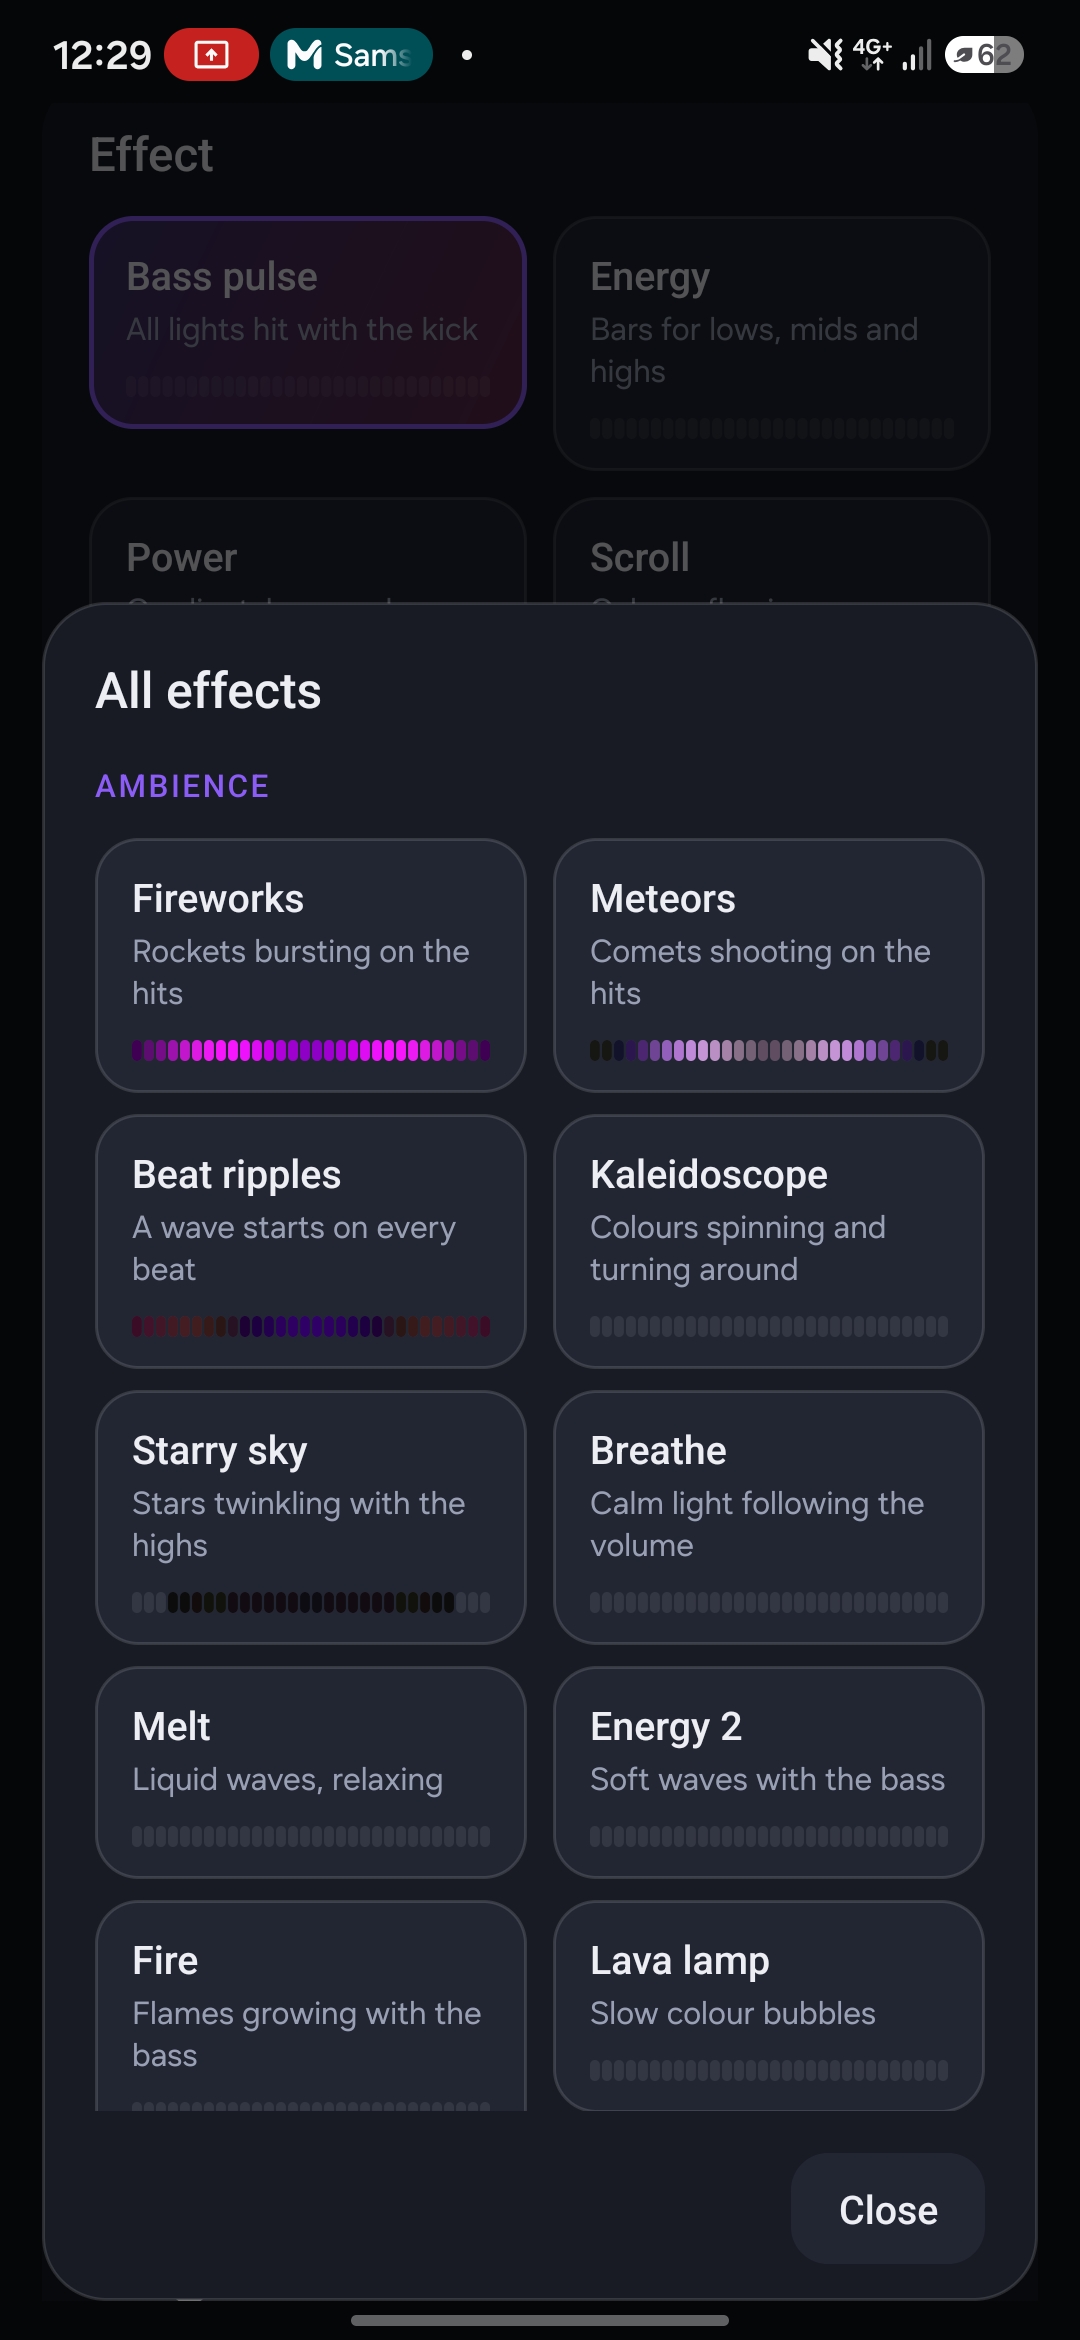 12:29
Sams
4G+
62
Effect
Bass pulse
All lights hit with the kick
Energy
Bars for lows, mids and
highs
Power
Scroll
All effects
AMBIENCE
Fireworks
Rockets bursting on the
hits
Meteors
Comets shooting on the
hits
Beat ripples
A wave starts on every
beat
Kaleidoscope
Colours spinning and
turning around
Starry sky
Stars twinkling with the
highs
Breathe
Calm light following the
volume
Melt
Liquid waves, relaxing
Energy 2
Soft waves with the bass
Fire
Flames growing with the
bass
Lava lamp
Slow colour bubbles
Close